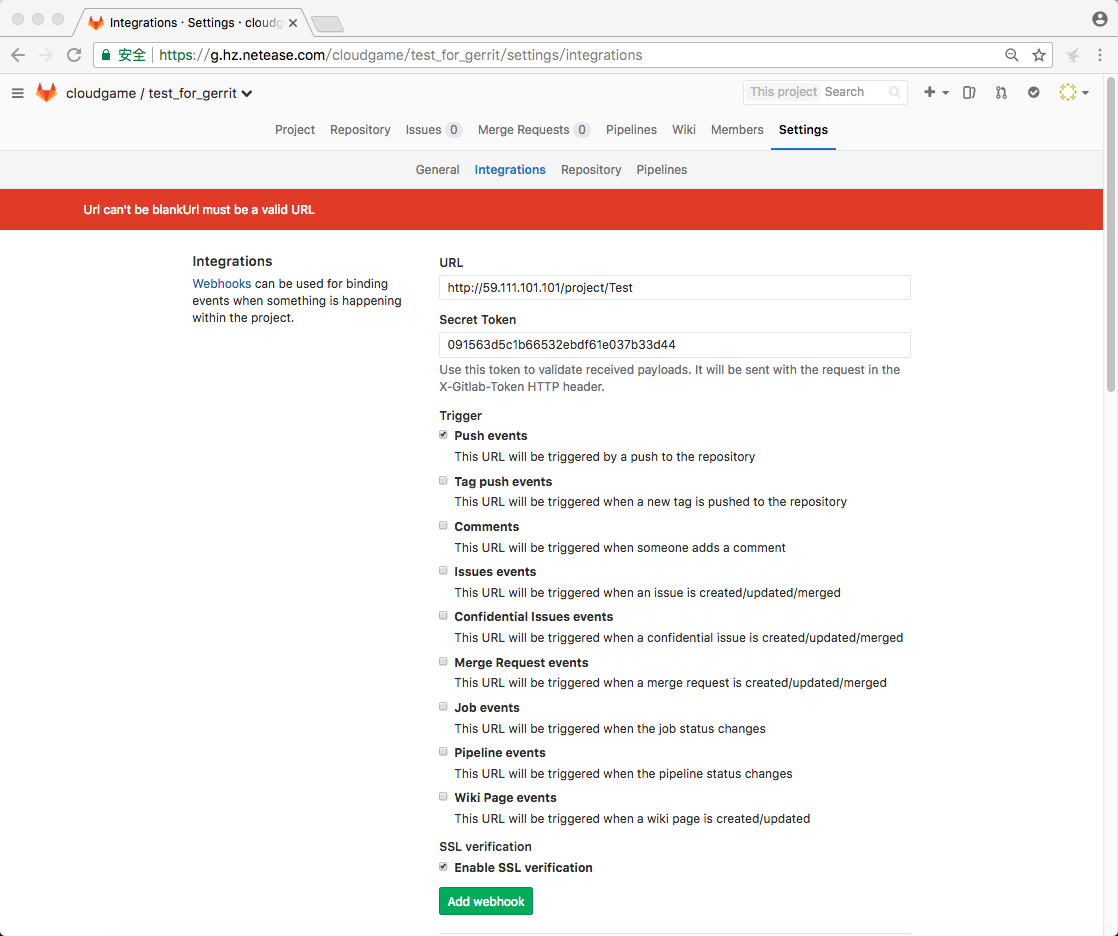 Integrations · Settings · cloudg
安全 https://g.hz.netease.com/cloudgame/test_for_gerrit/settings/integrations
cloudgame / test_for_gerrit This project Search
Project Repository Issues 0 Merge Requests 0 Pipelines Wiki Members Settings
General Integrations Repository Pipelines
Url can't be blankUrl must be a valid URL
Integrations
Webhooks can be used for binding
events when something is happening
within the project.
URL
http://59.111.101.101/project/Test
Secret Token
091563d5c1b66532ebdf61e037b33d44
Use this token to validate received payloads. It will be sent with the request in the
X-Gitlab-Token HTTP header.
Trigger
Push events
This URL will be triggered by a push to the repository
Tag push events
This URL will be triggered when a new tag is pushed to the repository
Comments
This URL will be triggered when someone adds a comment
Issues events
This URL will be triggered when an issue is created/updated/merged
Confidential Issues events
This URL will be triggered when a confidential issue is created/updated/merged
Merge Request events
This URL will be triggered when a merge request is created/updated/merged
Job events
This URL will be triggered when the job status changes
Pipeline events
This URL will be triggered when the pipeline status changes
Wiki Page events
This URL will be triggered when a wiki page is created/updated
SSL verification
Enable SSL verification
Add webhook